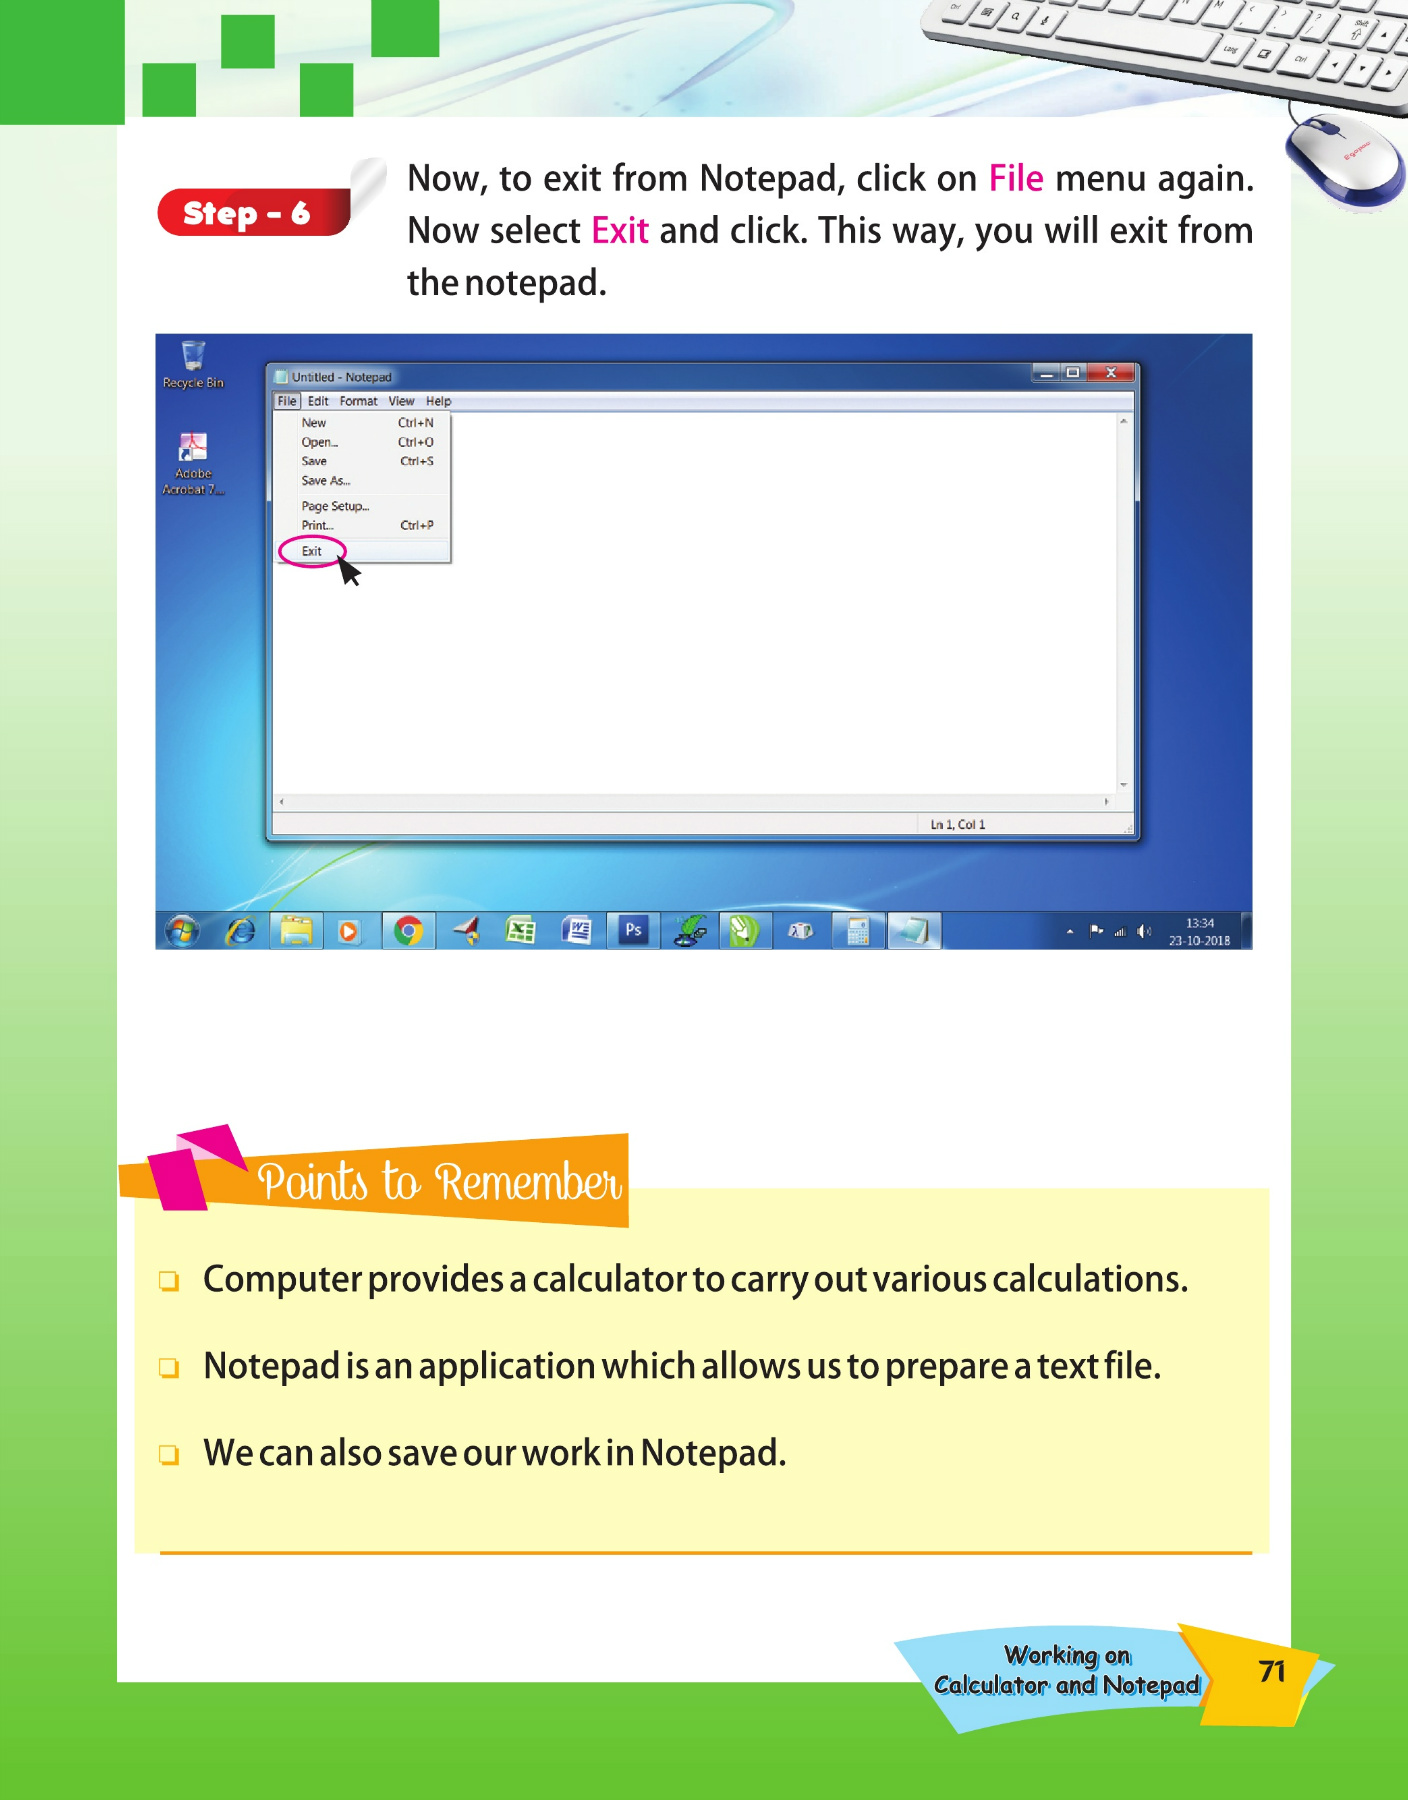 Step - 6
Now, to exit from Notepad, click on File menu again.
Now select Exit and click. This way, you will exit from
the notepad.
Recycle Bin
Adobe
Acrobat 7...
Untitled - Notepad
File Edit Format View Help
New Ctrl+N
Open... Ctrl+O
Save Ctrl+S
Save As...
Page Setup...
Print... Ctrl+P
Exit
Ln 1, Col 1
Ps
13:34
23-10-2018
Points to Remember
❏ Computer provides a calculator to carry out various calculations.
❏ Notepad is an application which allows us to prepare a text file.
❏ We can also save our work in Notepad.
Working on
Calculator and Notepad
71